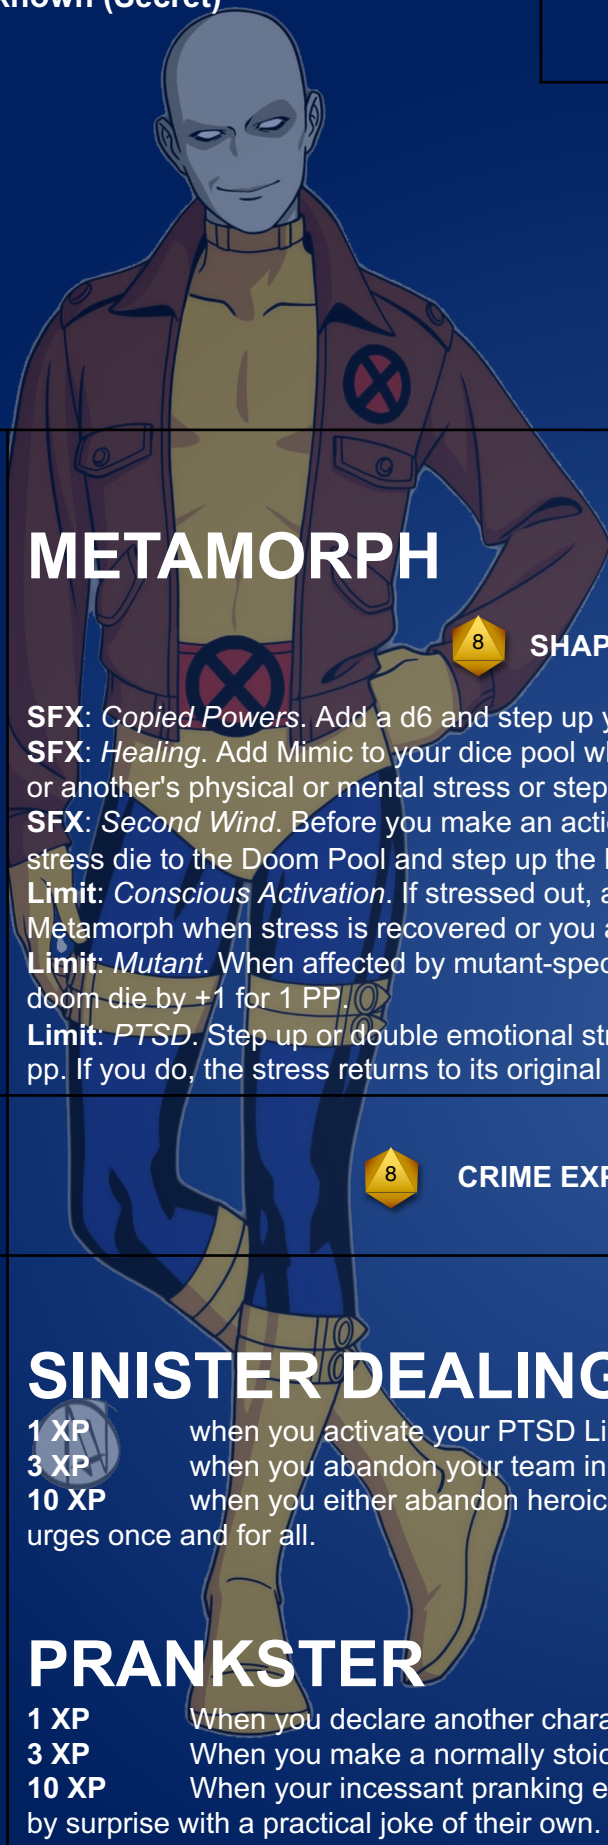 Known (Secret)
METAMORPH
8 SHAP
SFX: Copied Powers. Add a d6 and step up y
SFX: Healing. Add Mimic to your dice pool wh
or another's physical or mental stress or step
SFX: Second Wind. Before you make an actio
stress die to the Doom Pool and step up the
Limit: Conscious Activation. If stressed out, a
Metamorph when stress is recovered or you a
Limit: Mutant. When affected by mutant-spec
doom die by +1 for 1 PP.
Limit: PTSD. Step up or double emotional str
pp. If you do, the stress returns to its original
8 CRIME EXP
SINISTER DEALING
1 XP when you activate your PTSD Li
3 XP when you abandon your team in
10 XP when you either abandon heroic
urges once and for all.
PRANKSTER
1 XP When you declare another chara
3 XP When you make a normally stoic
10 XP When your incessant pranking e
by surprise with a practical joke of their own.